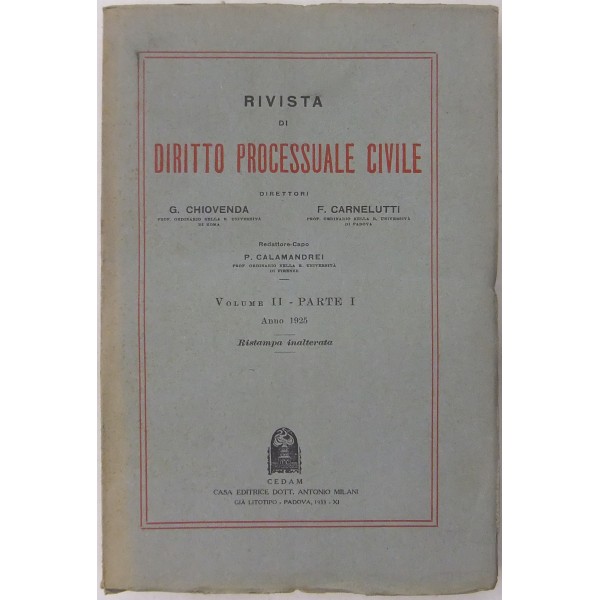 RIVISTA
DI
DIRITTO PROCESSUALE CIVILE
DIRETTORI
G. CHIOVENDA F. CARNELUTTI
PROF. ORDINARIO NELLA R. UNIVERSITÀ PROF. ORDINARIO NELLA R. UNIVERSITÀ
DI ROMA DI PADOVA
Redattore-Capo
P. CALAMANDREI
PROF. ORDINARIO NELLA R. UNIVERSITÀ
DI FIRENZE
VOLUME II - PARTE I
ANNO 1925
Ristampa inalterata
CEDAM
CASA EDITRICE DOTT. ANTONIO MILANI
GIÀ LITOTIPO - PADOVA, 1933 - XI